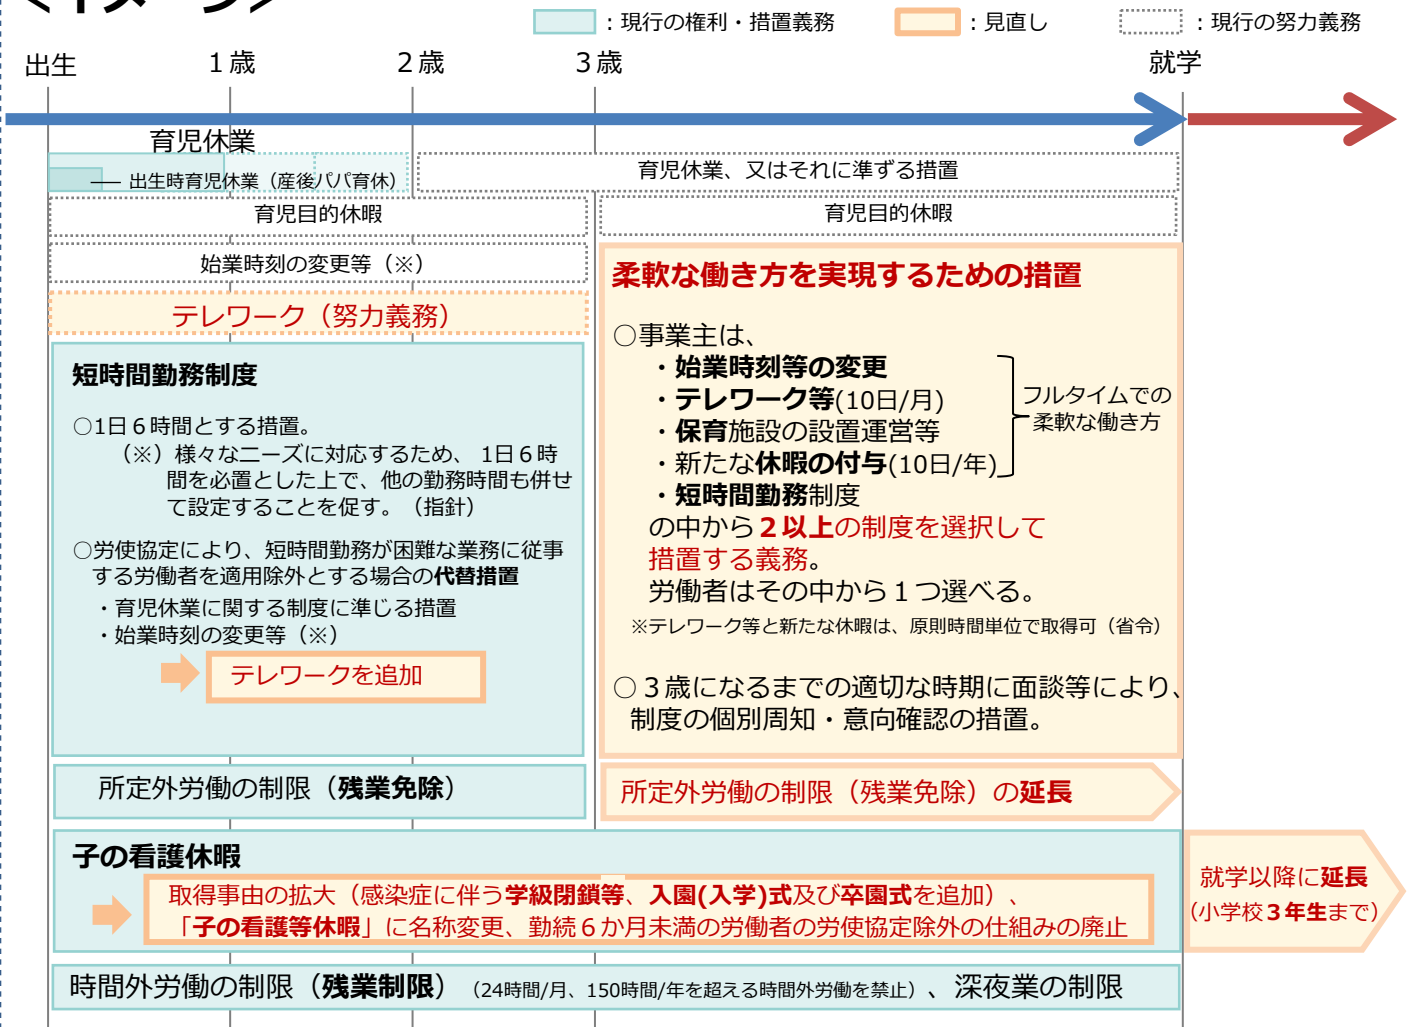 ＜イメージ＞
：現行の権利・措置義務
：見直し
：現行の努力義務
出生
１歳
２歳
３歳
就学
育児休業
出生時育児休業（産後パパ育休）
育児休業、又はそれに準ずる措置
育児目的休暇
育児目的休暇
始業時刻の変更等（※）
テレワーク（努力義務）
短時間勤務制度
○1日６時間とする措置。
（※）様々なニーズに対応するため、 1日６時
間を必置とした上で、他の勤務時間も併せ
て設定することを促す。（指針）
○労使協定により、短時間勤務が困難な業務に従事
する労働者を適用除外とする場合の代替措置
・育児休業に関する制度に準じる措置
・始業時刻の変更等（※）
テレワークを追加
柔軟な働き方を実現するための措置
○事業主は、
・始業時刻等の変更
・テレワーク等(10日/月)
・保育施設の設置運営等
・新たな休暇の付与(10日/年)
・短時間勤務制度
フルタイムでの
柔軟な働き方
の中から２以上の制度を選択して
措置する義務。
労働者はその中から１つ選べる。
※テレワーク等と新たな休暇は、原則時間単位で取得可（省令）
○３歳になるまでの適切な時期に面談等により、
制度の個別周知・意向確認の措置。
所定外労働の制限（残業免除）
所定外労働の制限（残業免除）の延長
子の看護休暇
取得事由の拡大（感染症に伴う学級閉鎖等、入園(入学)式及び卒園式を追加）、
「子の看護等休暇」に名称変更、勤続６か月未満の労働者の労使協定除外の仕組みの廃止
就学以降に延長
（小学校３年生まで）
時間外労働の制限（残業制限）（24時間/月、150時間/年を超える時間外労働を禁止）、深夜業の制限